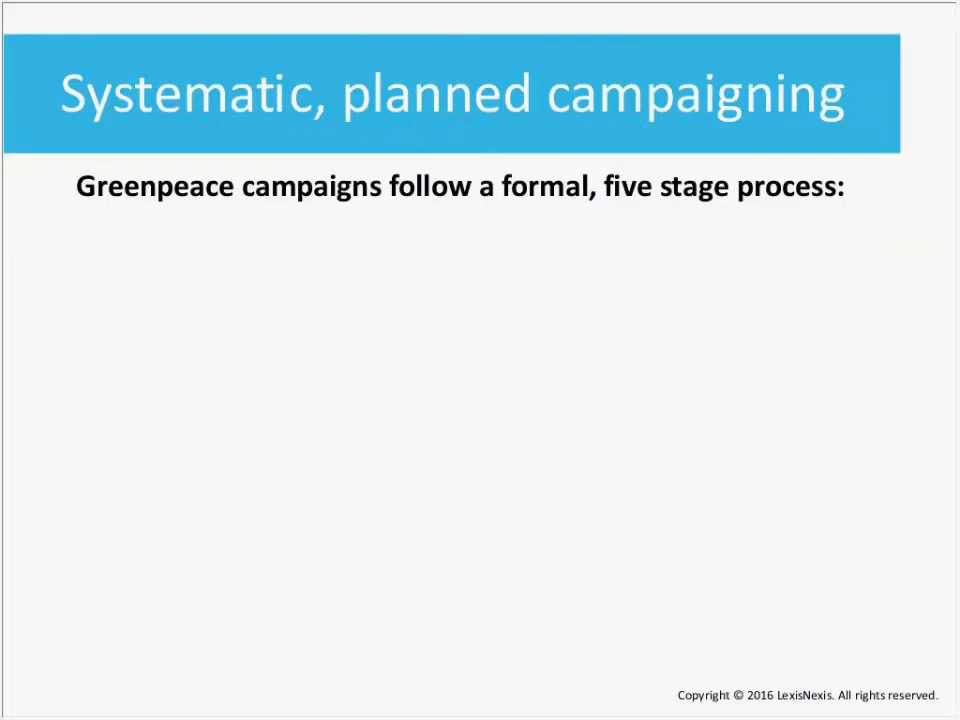 Systematic, planned campaigning
Greenpeace campaigns follow a formal, five stage process:
Copyright © 2016 LexisNexis. All rights reserved.